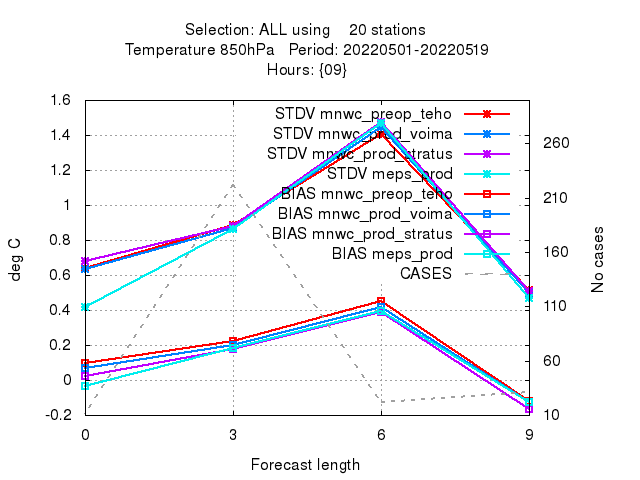 Selection: ALL using    20 stations
Temperature 850hPa   Period: 20220501-20220519
Hours: {09}
STDV mnwc_preop_teho
STDV mnwc_prod_voima
STDV mnwc_prod_stratus
STDV meps_prod
BIAS mnwc_preop_teho
BIAS mnwc_prod_voima
BIAS mnwc_prod_stratus
BIAS meps_prod
CASES
1.6
1.4
1.2
1
0.8
0.6
0.4
0.2
0
-0.2
deg C
260
210
160
110
60
10
No cases
0 3 6 9
Forecast length